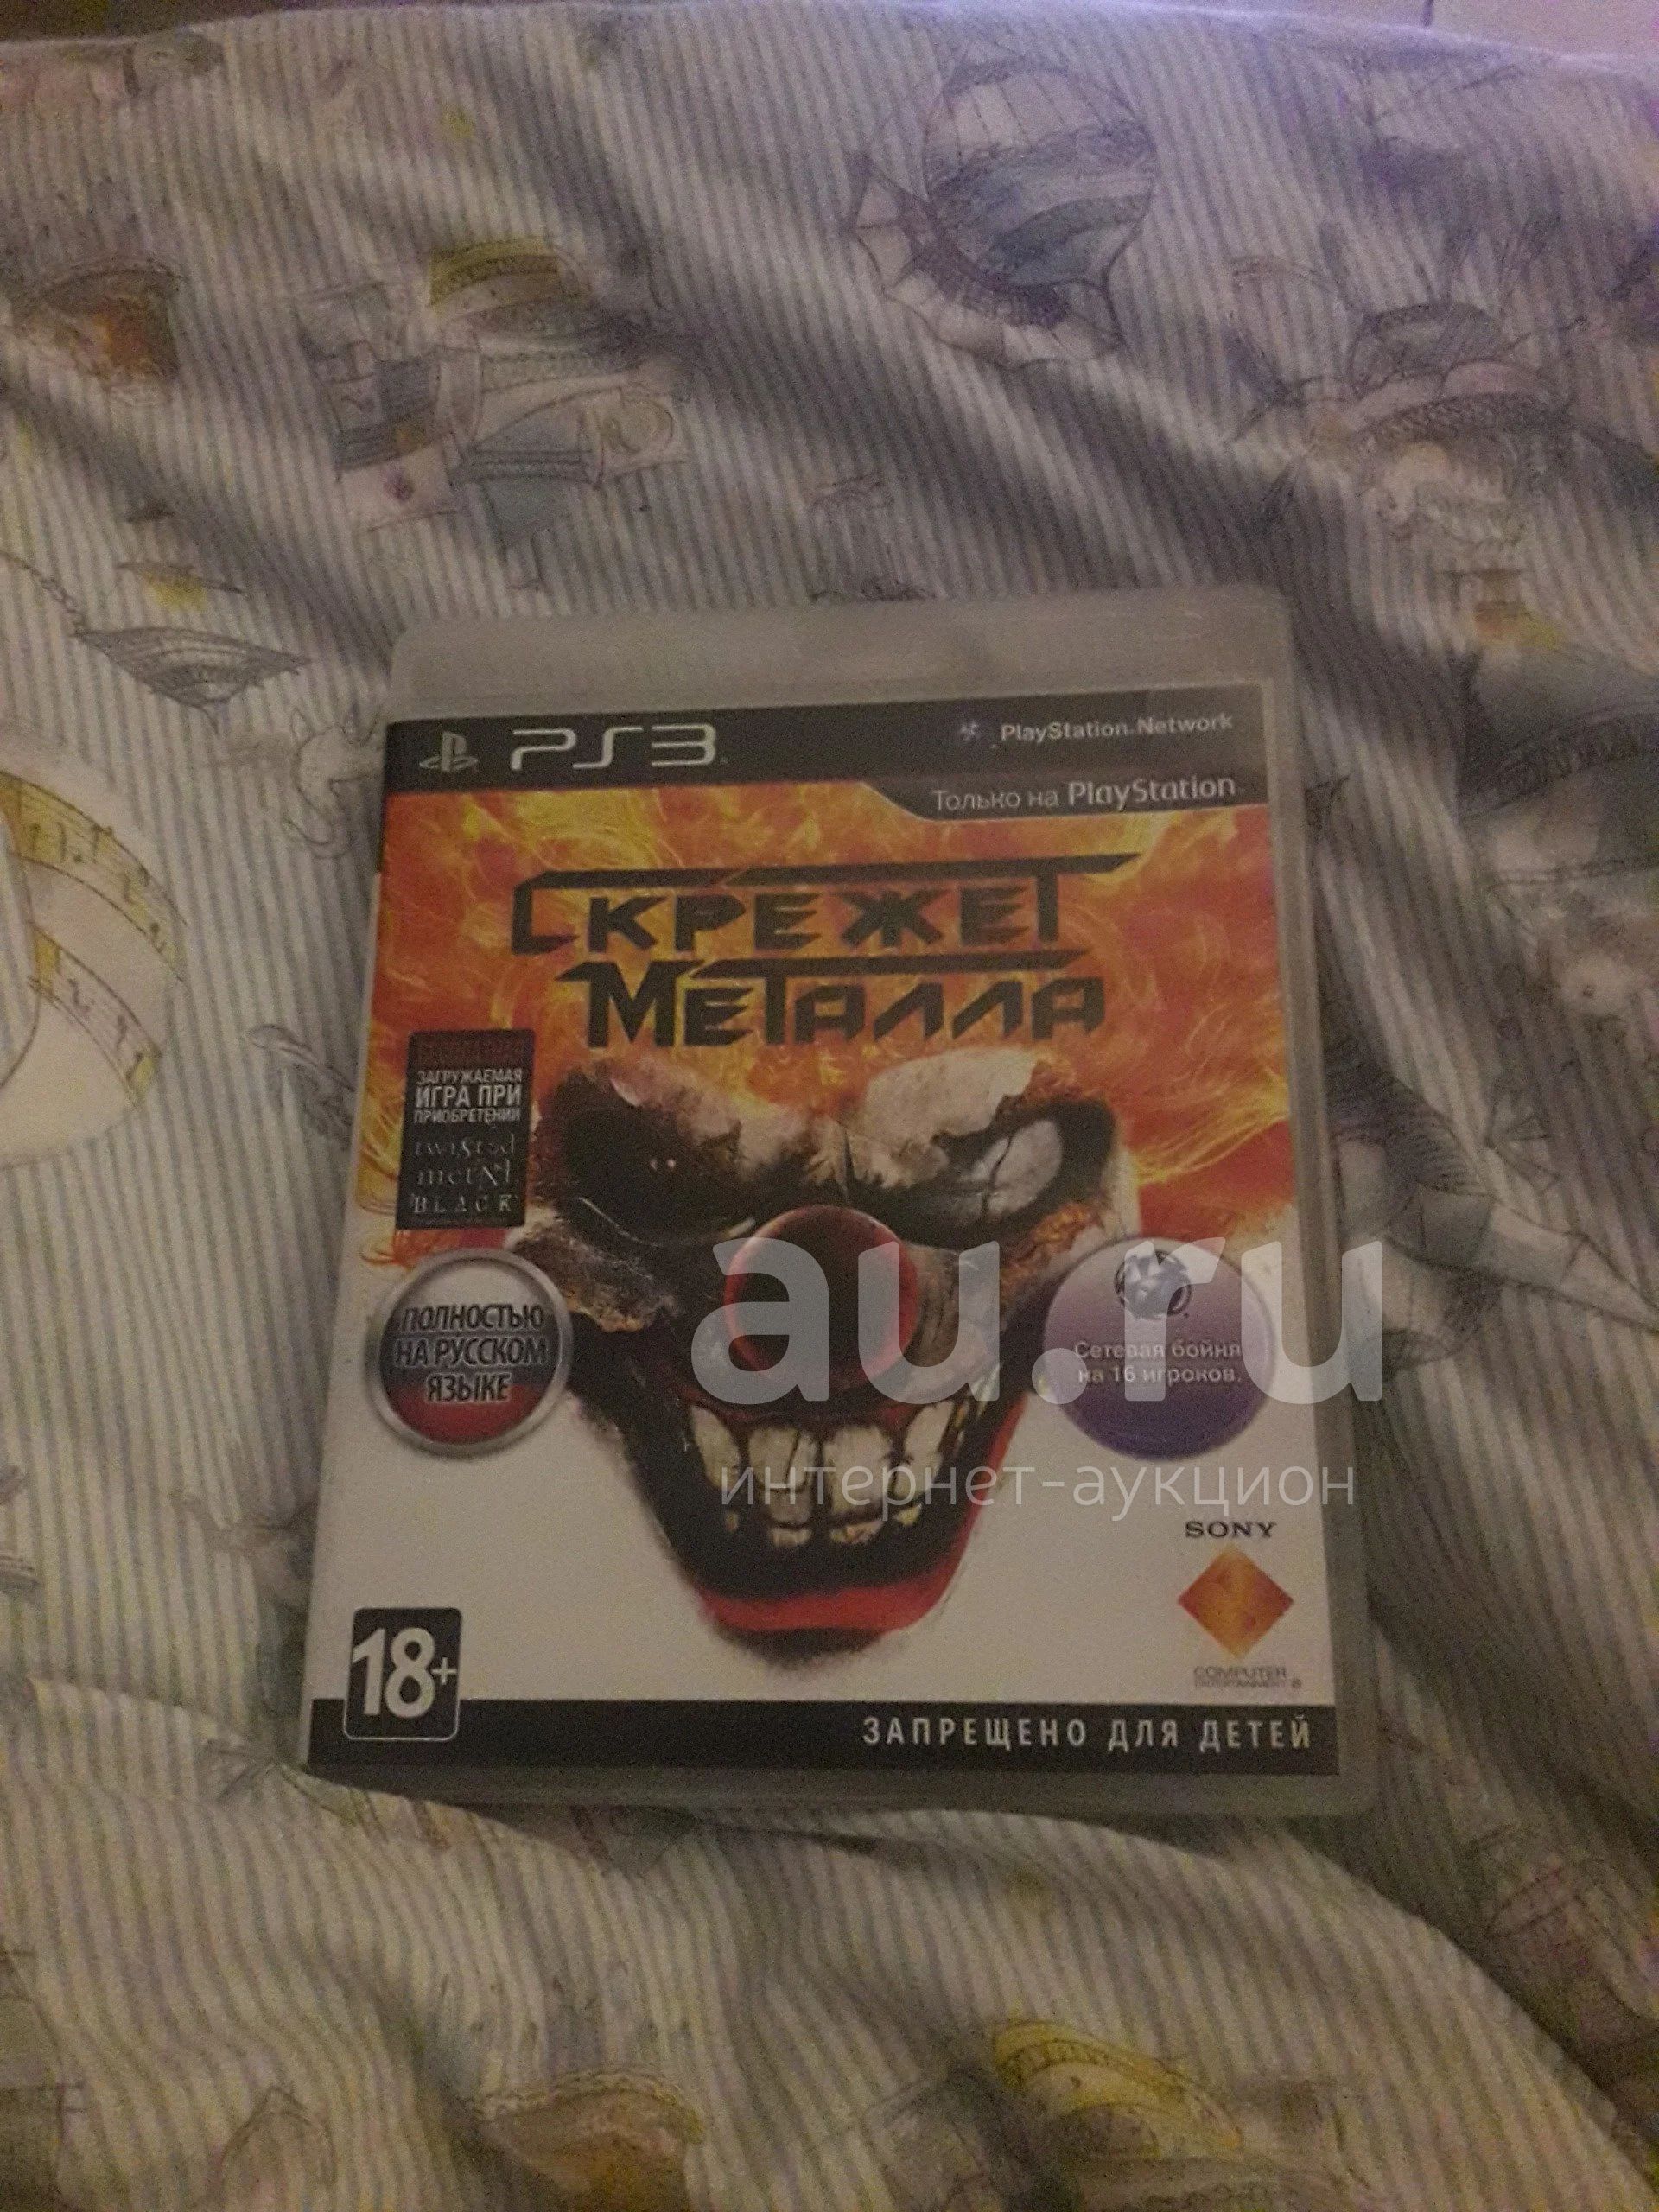 PS3
PlayStation Network
Только на PlayStation
СКРЕЖЕТ
МЕТАЛЛА
ЗАГРУЖАЕМАЯ
ИГРА ПРИ
ПРИОБРЕТЕНИИ
twisted
metal
BLACK
ПОЛНОСТЬЮ
НА РУССКОМ
ЯЗЫКЕ
Сетевая бойня
на 16 игроков.
au.ru
интернет-аукцион
SONY
COMPUTER
ENTERTAINMENT ®
18+
ЗАПРЕЩЕНО ДЛЯ ДЕТЕЙ